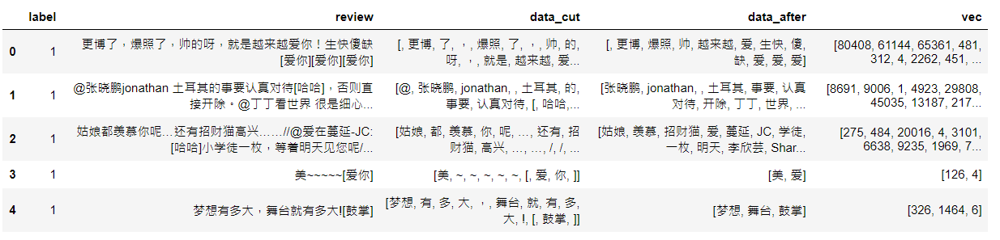 label review data_cut data_after vec
0 1 更博了，爆照了，帅的呀，就是越来越爱你！生快傻缺 [, 更博, 了, ，, 爆照, 了, ，, 帅, 的, [, 更博, 爆照, 帅, 越来越, 爱, 生快, 傻, [80408, 61144, 65361, 481,
[爱你][爱你][爱你] 呀, ，, 就是, 越来越, 爱... 缺, 爱, 爱, 爱] 312, 4, 2262, 451, ...
1 1 @张晓鹏jonathan 土耳其的事要认真对待[哈哈]，否则直 [@, 张晓鹏, jonathan, , 土耳其, 的, [张晓鹏, jonathan, , 土耳其, 事要, 认真 [8691, 9006, 1, 4923, 29808,
接开除。@丁丁看世界 很是细心... 事要, 认真对待, [, 哈哈,... 对待, 开除, 丁丁, 世界, ... 45035, 13187, 217...
2 1 姑娘都羡慕你呢…还有招财猫高兴……//@爱在蔓延-JC: [姑娘, 都, 羡慕, 你, 呢, …, 还有, 招 [姑娘, 羡慕, 招财猫, 爱, 蔓延, JC, 学徒, [275, 484, 20016, 4, 3101,
[哈哈]小学徒一枚，等着明天见您呢/... 财猫, 高兴, …, …, /, /, ... 一枚, 明天, 李欣芸, Shar... 6638, 9235, 1969, 7...
3 1 美~~~~~[爱你] [美, ~, ~, ~, ~, ~, [, 爱, 你, ]] [美, 爱] [126, 4]
4 1 梦想有多大，舞台就有多大![鼓掌] [梦想, 有, 多, 大, ，, 舞台, 就, 有, 多, [梦想, 舞台, 鼓掌] [326, 1464, 6]
大, !, [, 鼓掌, ]]